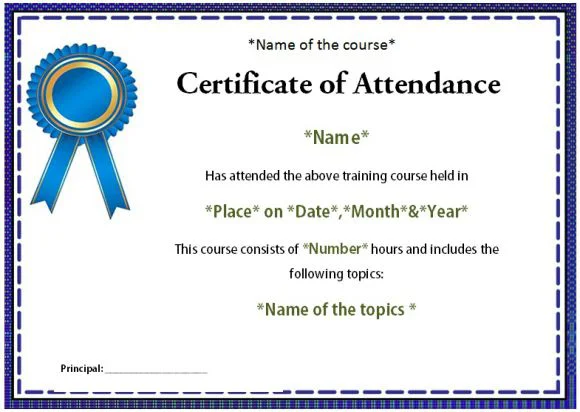 *Name of the course*
Certificate of Attendance
*Name*
Has attended the above training course held in
*Place* on *Date*,*Month*&*Year*
This course consists of *Number* hours and includes the
following topics:
*Name of the topics *
Principal: ____________________